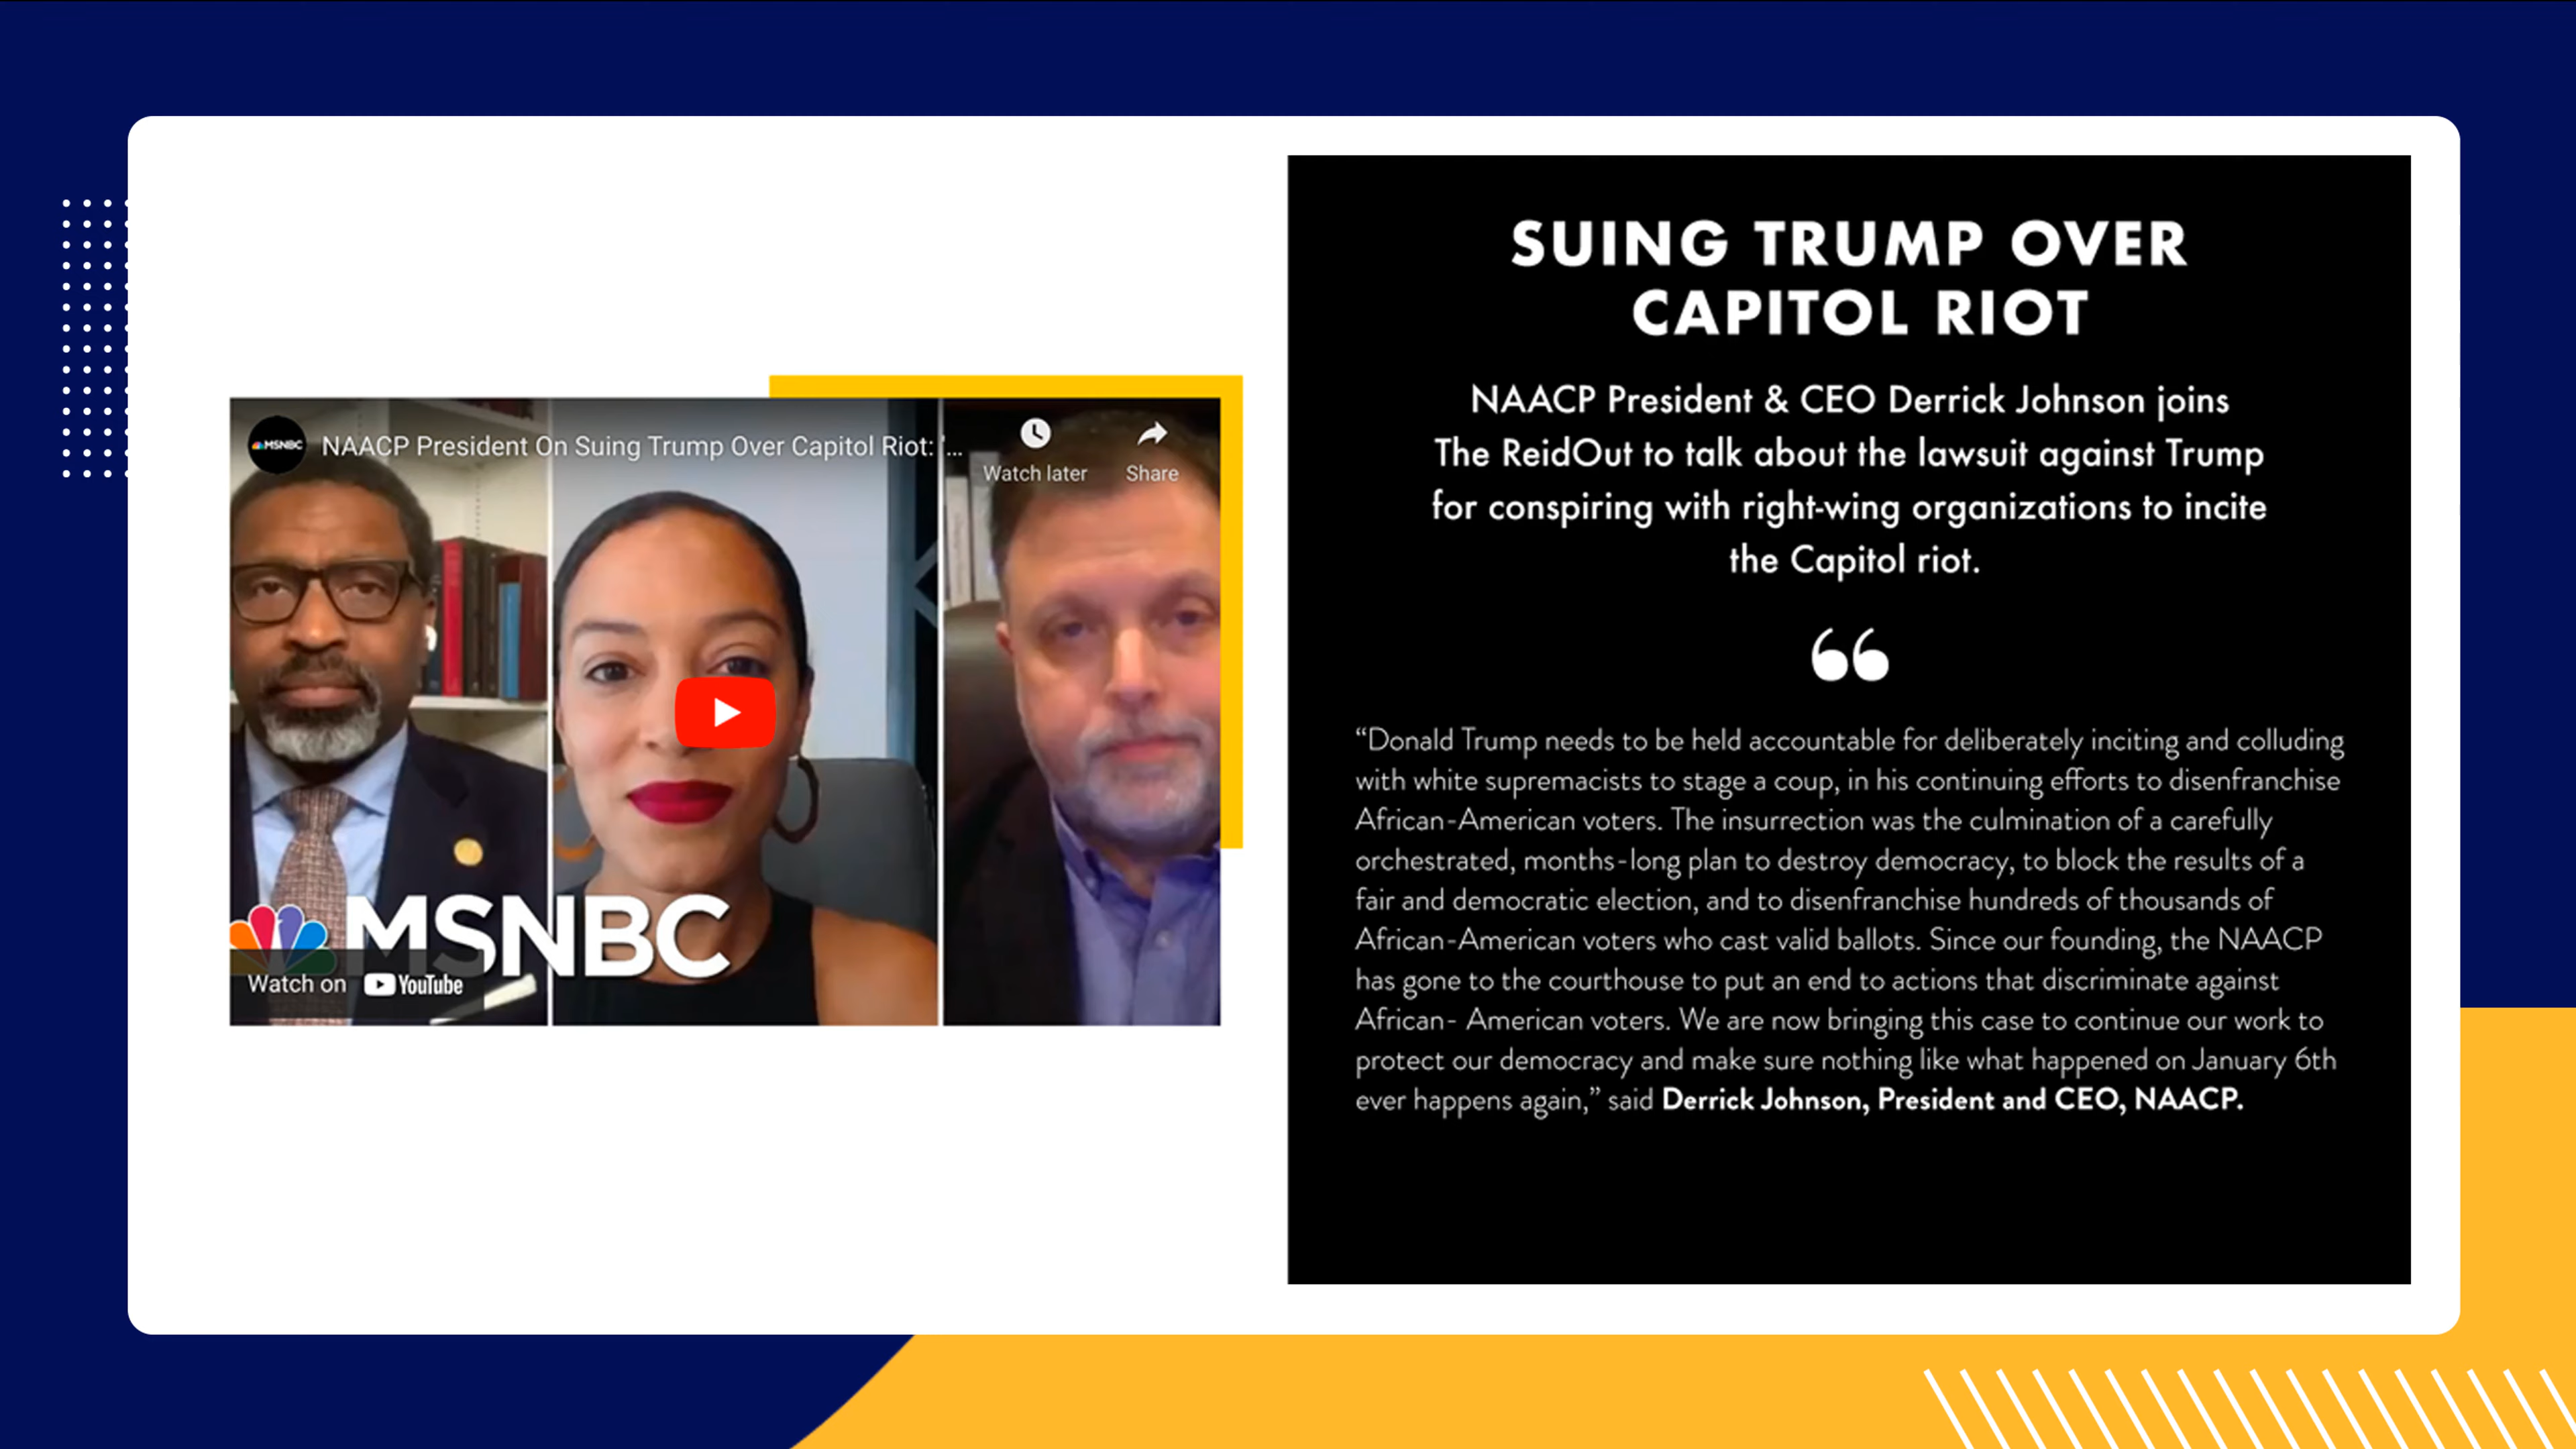 MSNBC
NAACP President On Suing Trump Over Capitol Riot: '...
Watch later
Share
MSNBC
Watch on YouTube
SUING TRUMP OVER
CAPITOL RIOT
NAACP President & CEO Derrick Johnson joins
The ReidOut to talk about the lawsuit against Trump
for conspiring with right-wing organizations to incite
the Capitol riot.
“
“Donald Trump needs to be held accountable for deliberately inciting and colluding
with white supremacists to stage a coup, in his continuing efforts to disenfranchise
African-American voters. The insurrection was the culmination of a carefully
orchestrated, months-long plan to destroy democracy, to block the results of a
fair and democratic election, and to disenfranchise hundreds of thousands of
African-American voters who cast valid ballots. Since our founding, the NAACP
has gone to the courthouse to put an end to actions that discriminate against
African- American voters. We are now bringing this case to continue our work to
protect our democracy and make sure nothing like what happened on January 6th
ever happens again,” said Derrick Johnson, President and CEO, NAACP.